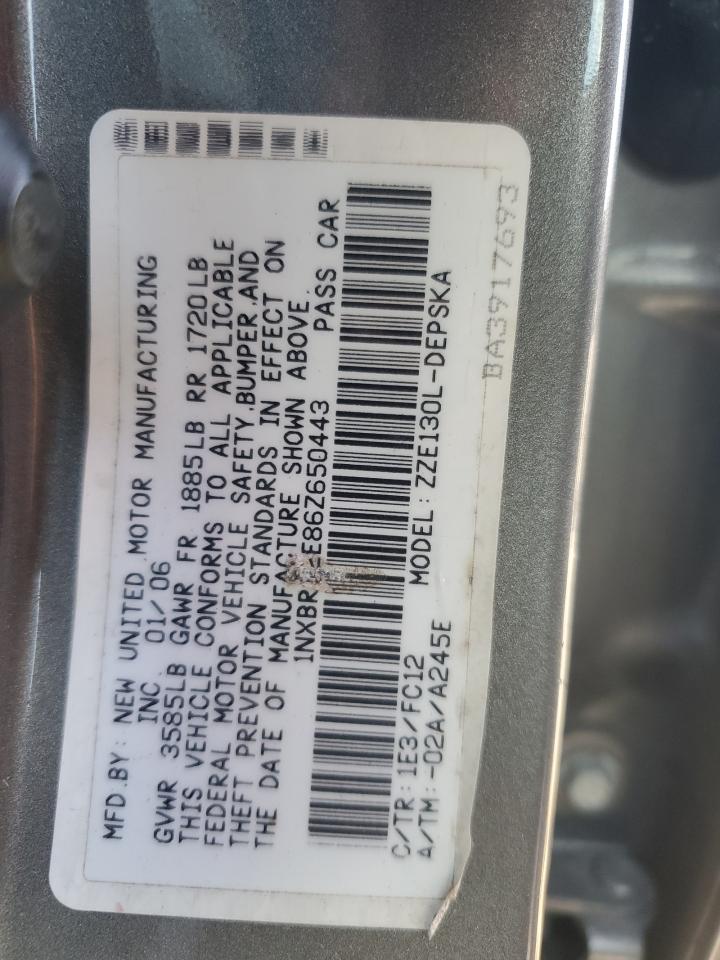 MFD.BY: NEW UNITED MOTOR MANUFACTURING
INC. 01/06
GVWR 3585LB GAWR FR 1885LB RR 1720LB
THIS VEHICLE CONFORMS TO ALL APPLICABLE
FEDERAL MOTOR VEHICLE SAFETY,BUMPER,AND
THEFT PREVENTION STANDARDS IN EFFECT ON
THE DATE OF MANUFACTURE SHOWN ABOVE.
PASS CAR
C/TR: 1E3/FC12 MODEL: ZZE130L-DEPSKA
A/TM: -02A/A245E
BA3917693